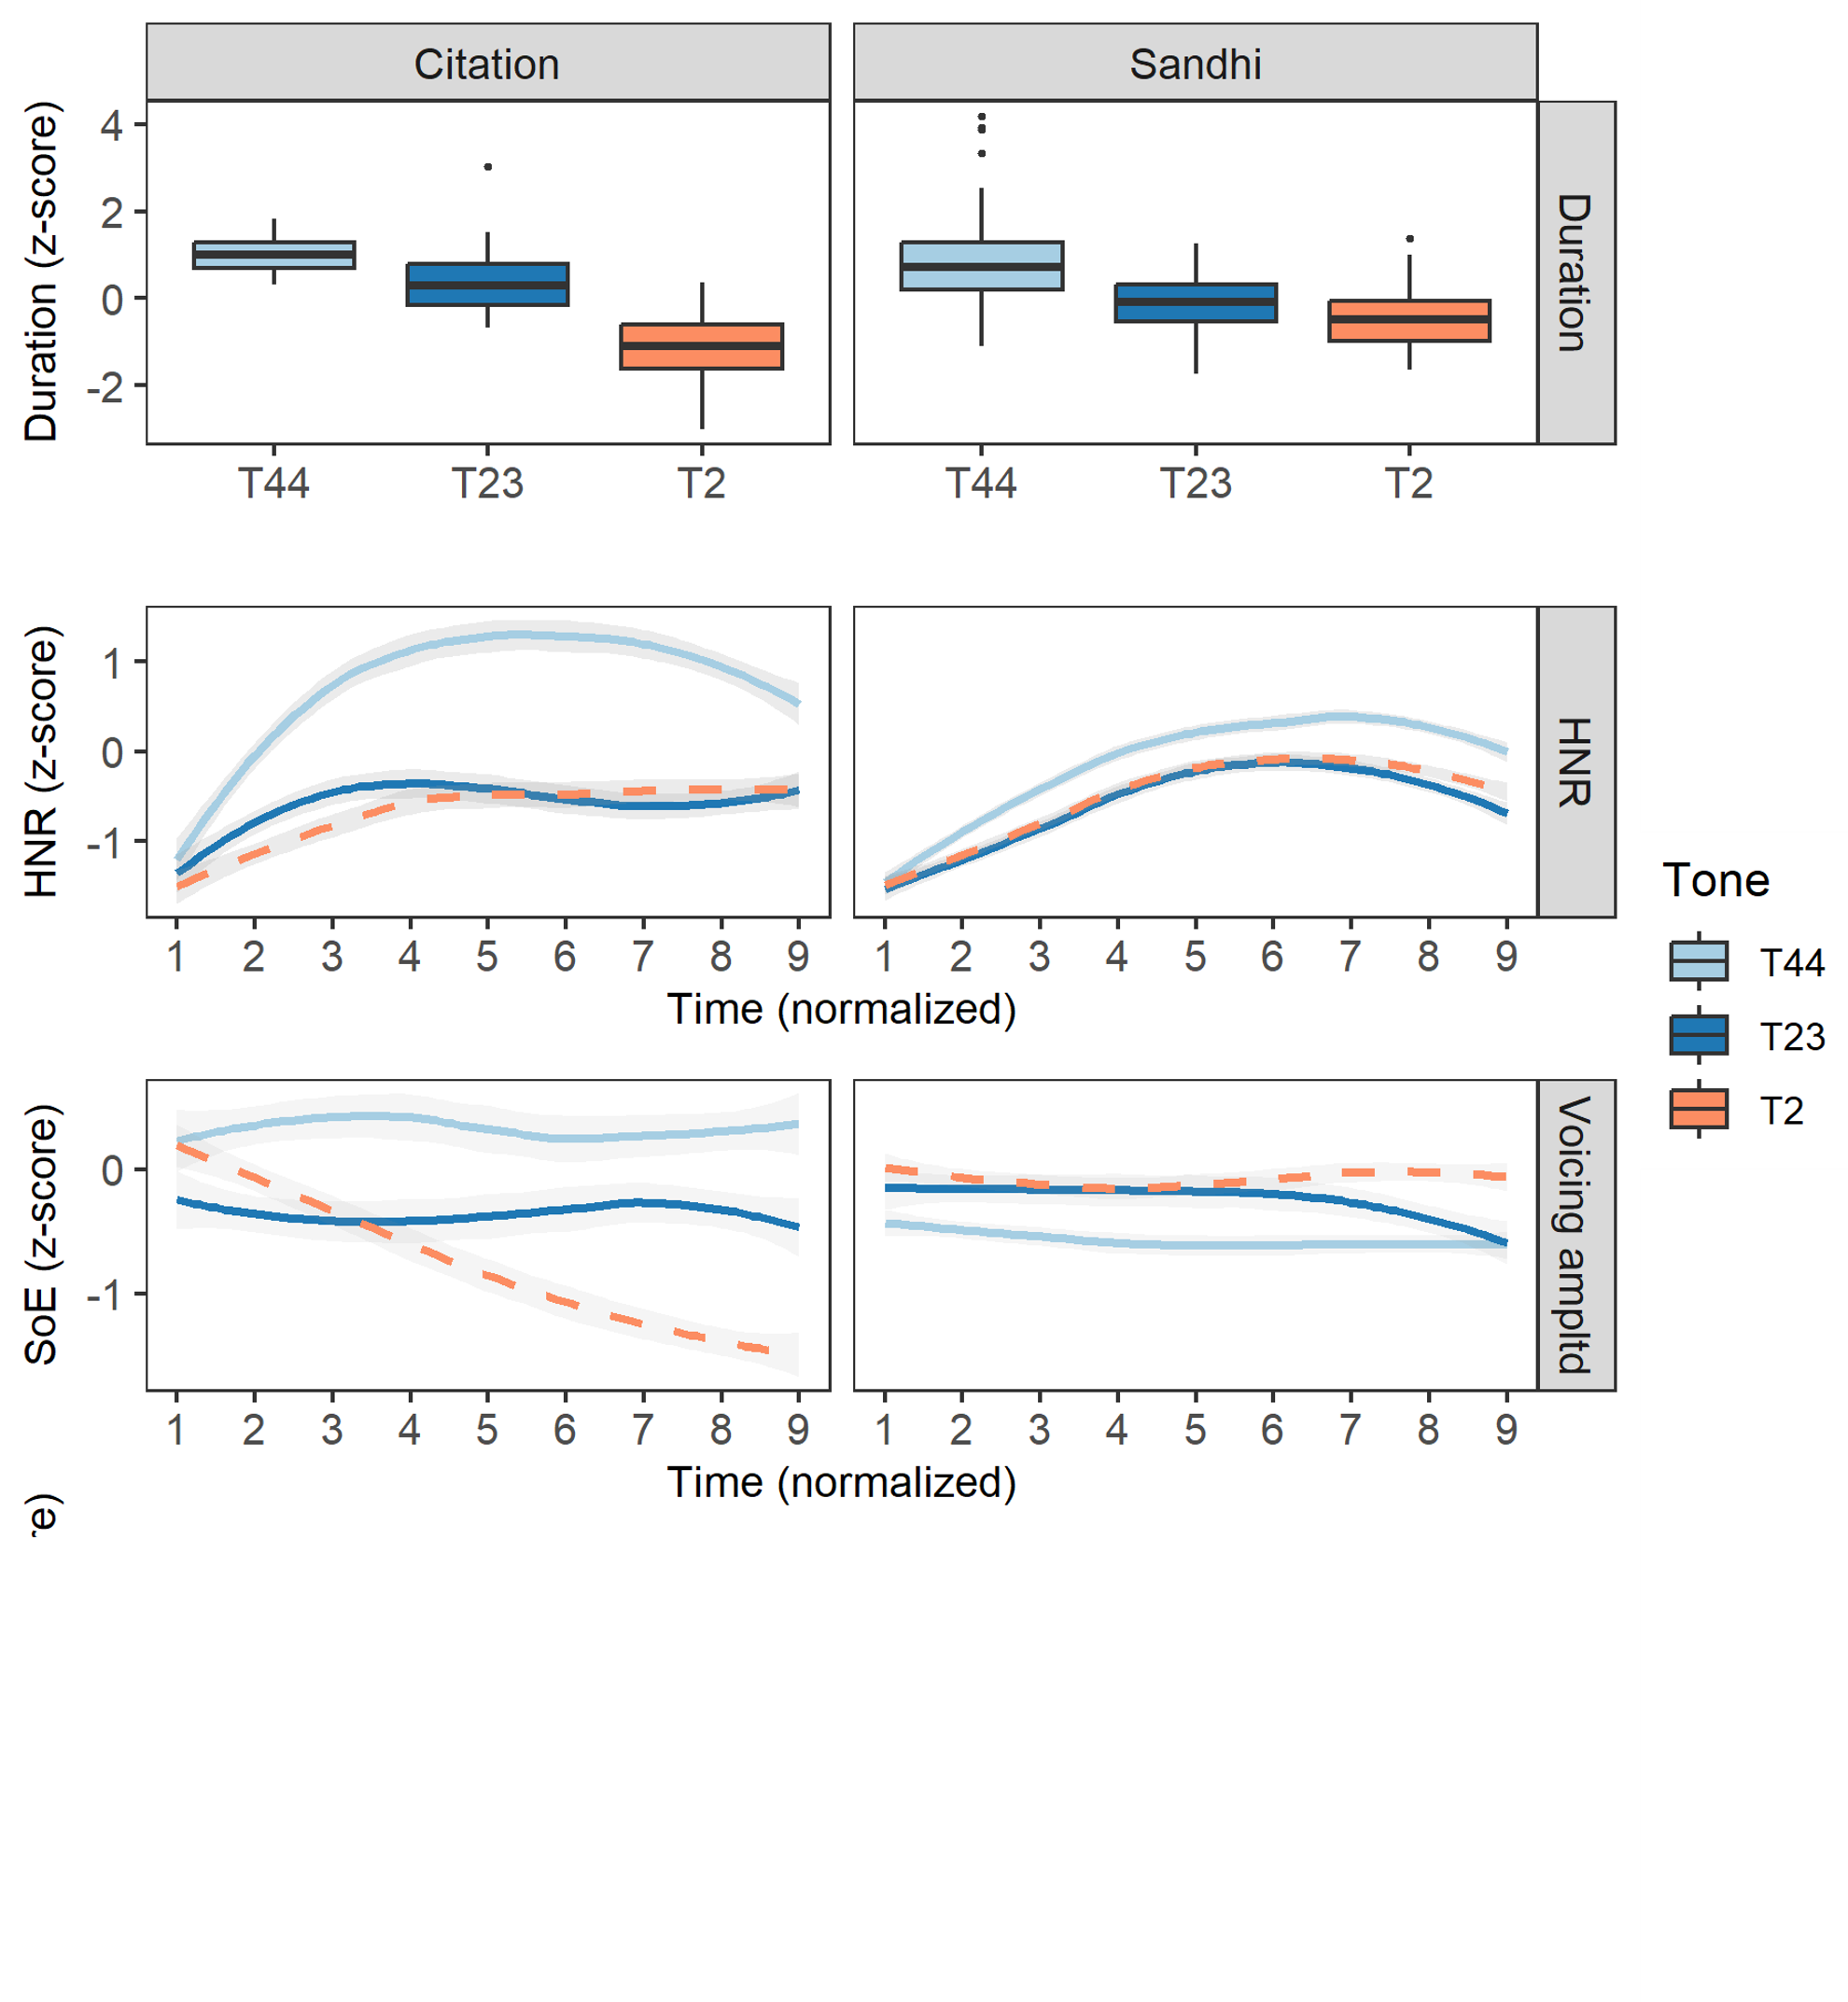 Citation Sandhi
Duration (z-score)
4
2
0
-2
Duration
T44 T23 T2 T44 T23 T2
HNR (z-score)
1
0
-1
HNR
1 2 3 4 5 6 7 8 9 1 2 3 4 5 6 7 8 9
Time (normalized)
SoE (z-score)
0
-1
Voicing ampltd
1 2 3 4 5 6 7 8 9 1 2 3 4 5 6 7 8 9
Time (normalized)
re)
Tone
T44
T23
T2